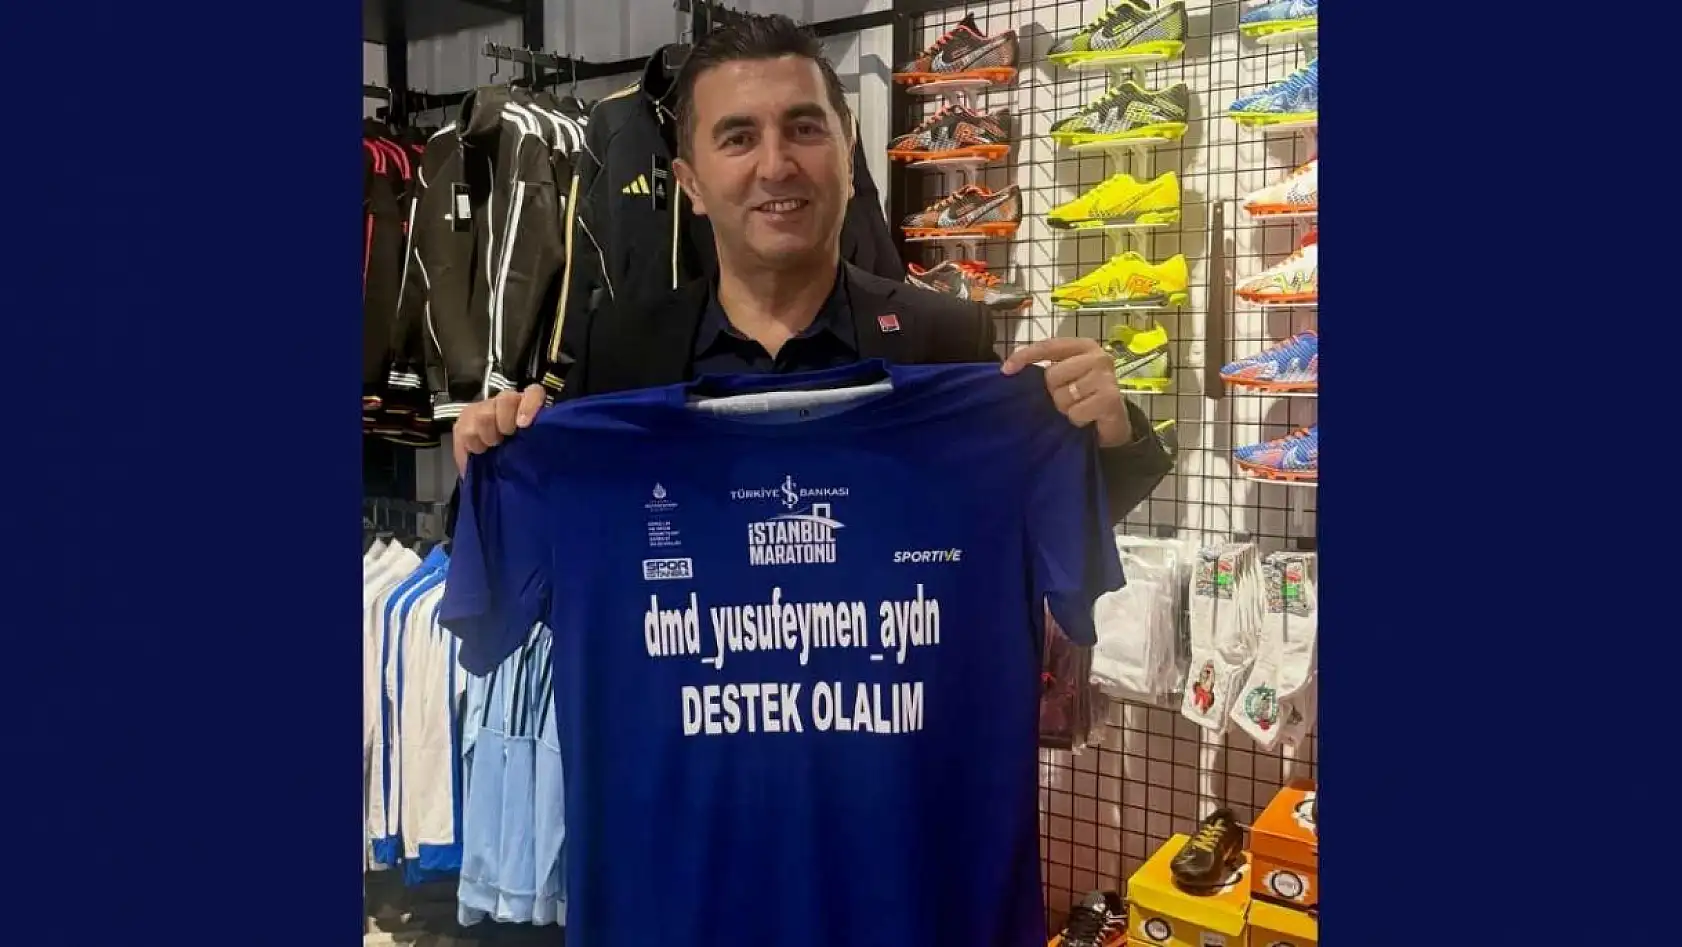 TÜRKİYE İŞ BANKASI
İSTANBUL
MARATONU
SPOR
İSTANBUL
SPORTIVE
dmd_yusufeymen_aydn
DESTEK OLALIM